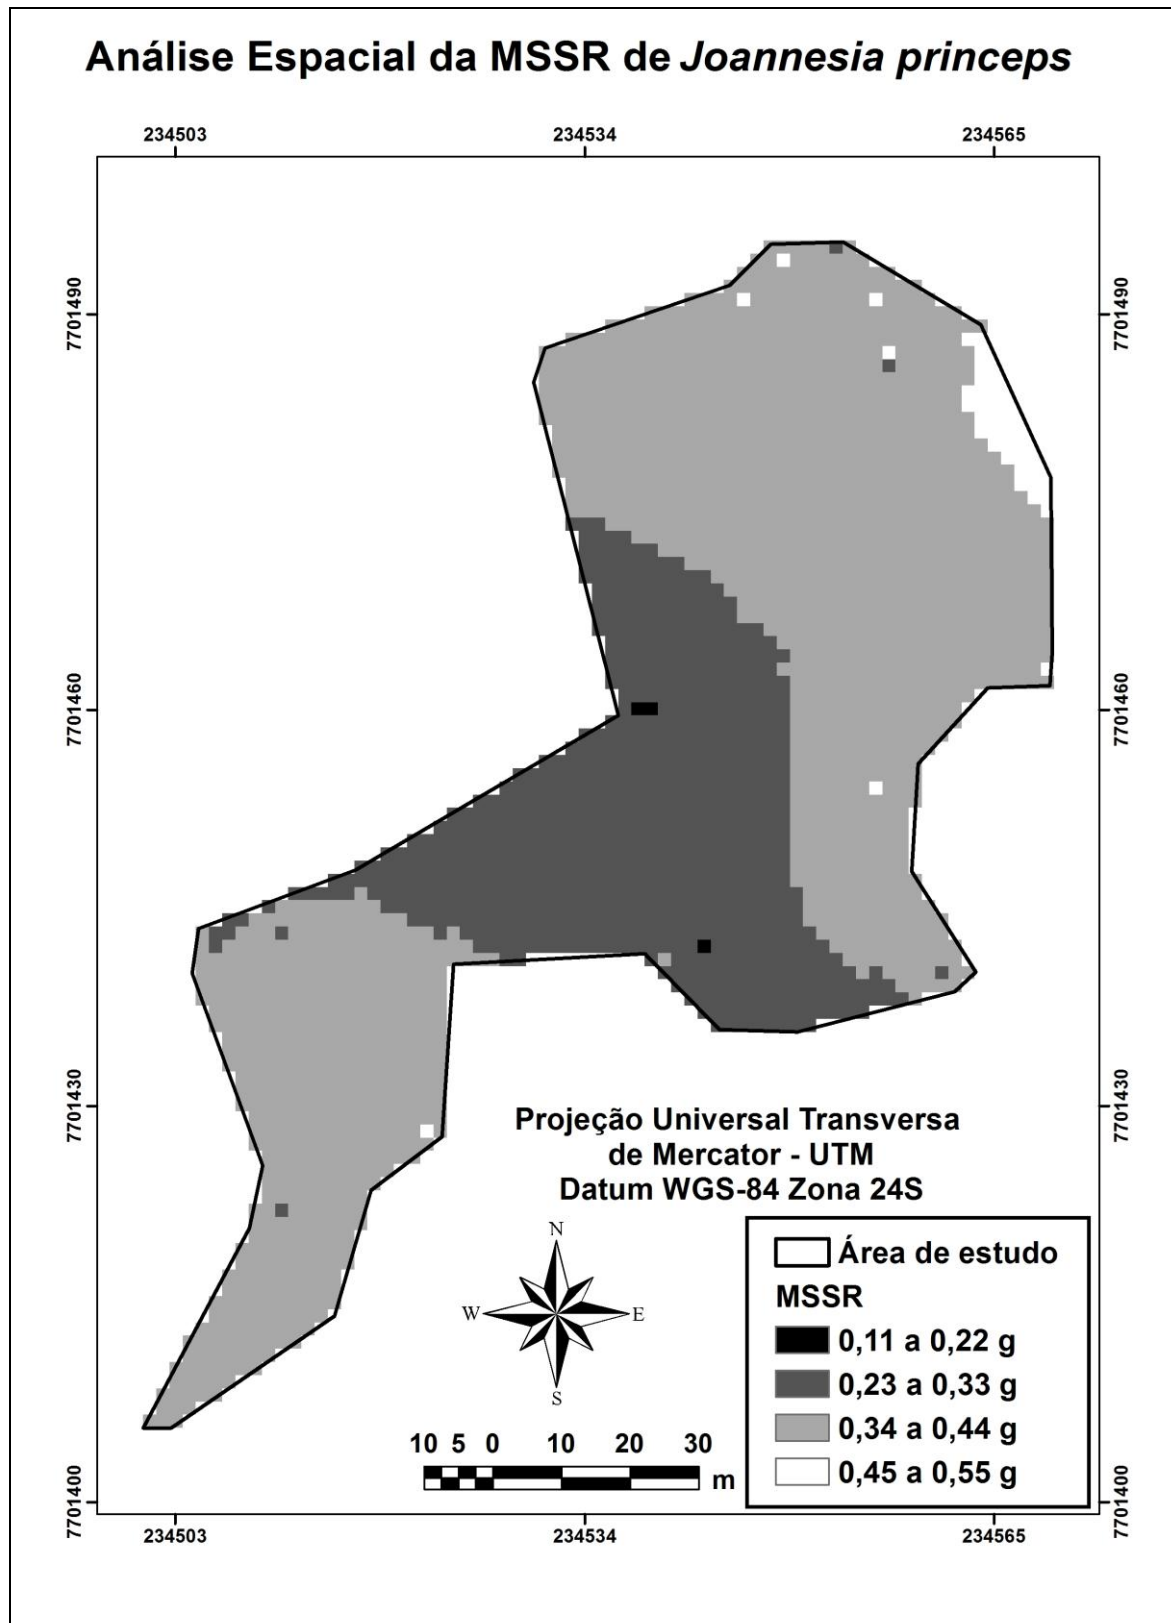 Análise Espacial da MSSR de Joannesia princeps
234503 234534 234565
7701490 7701490
7701460 7701460
7701430 7701430
Projeção Universal Transversa
de Mercator - UTM
Datum WGS-84 Zona 24S
N
W E
S
Área de estudo
MSSR
0,11 a 0,22 g
0,23 a 0,33 g
0,34 a 0,44 g
0,45 a 0,55 g
10 5 0 10 20 30
m
7701400 7701400
234503 234534 234565